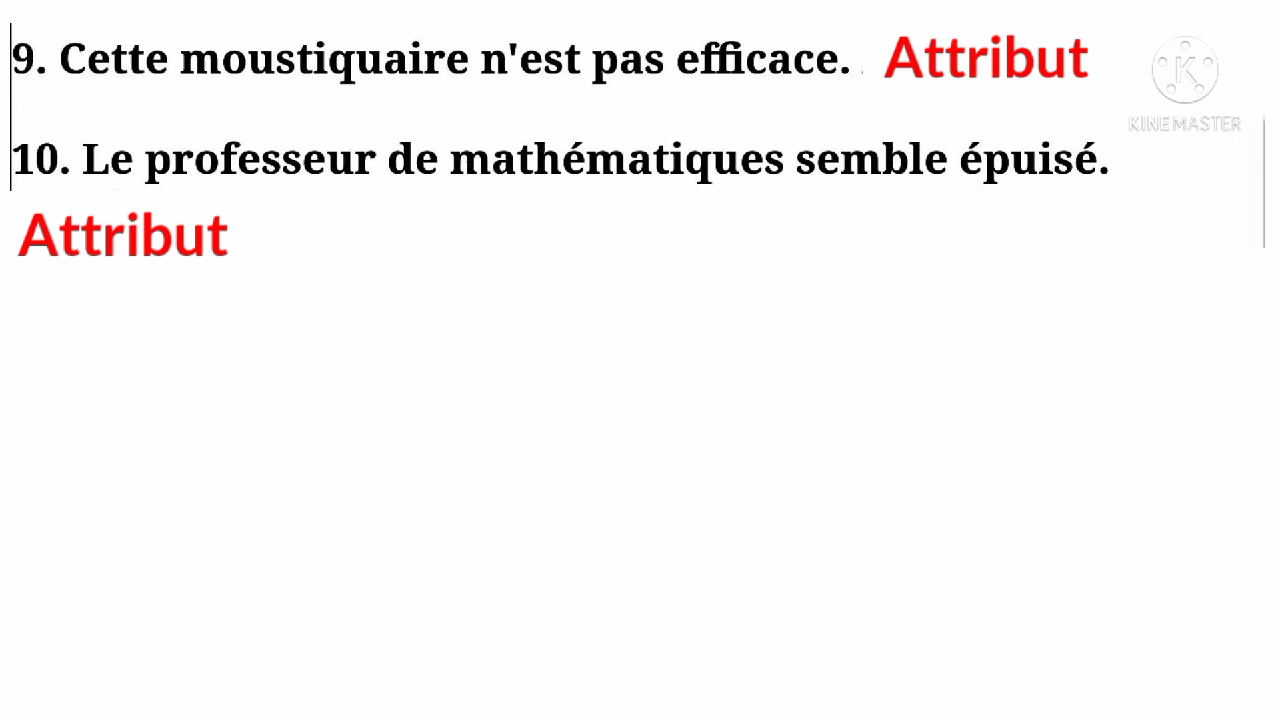 9. Cette moustiquaire n'est pas efficace. Attribut
KINEMASTER
10. Le professeur de mathématiques semble épuisé.
Attribut